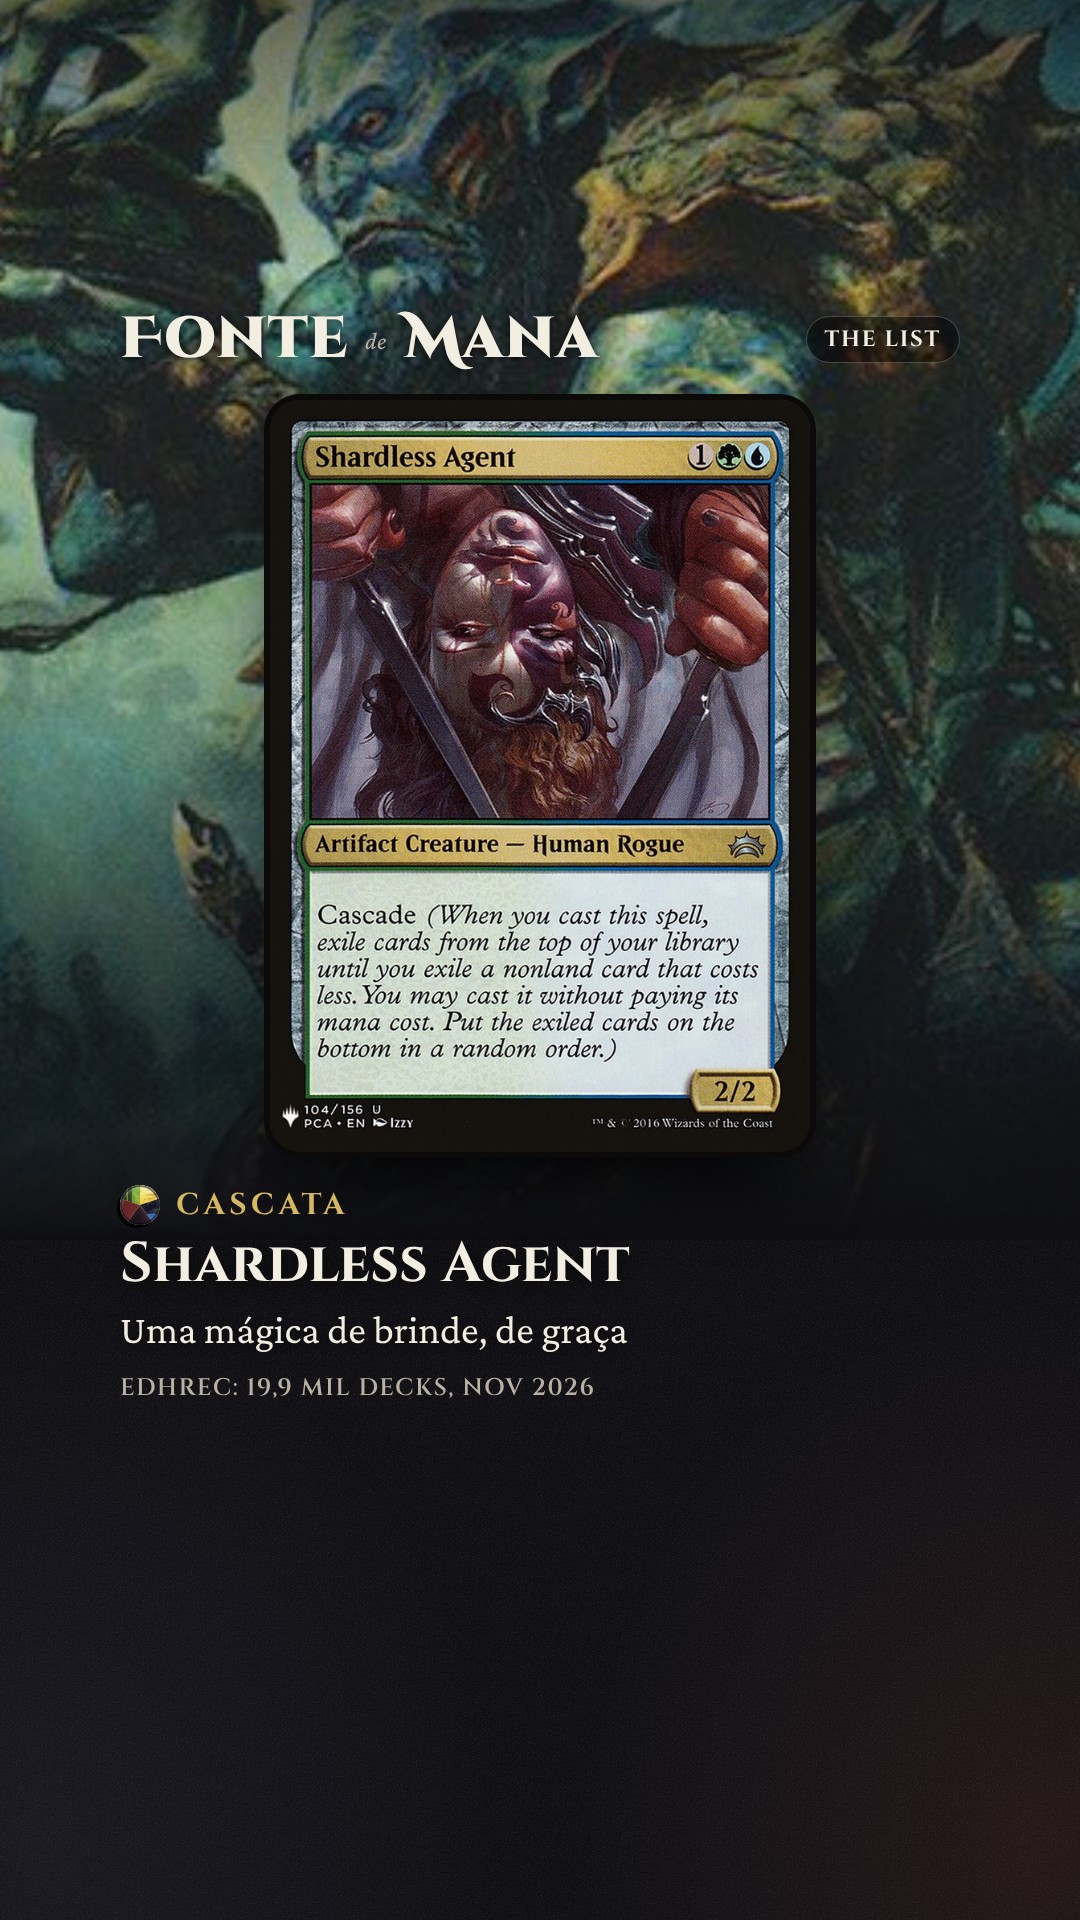 Fonte de Mana
THE LIST
Shardless Agent
1
Artifact Creature — Human Rogue
Cascade (When you cast this spell,
exile cards from the top of your library
until you exile a nonland card that costs
less. You may cast it without paying its
mana cost. Put the exiled cards on the
bottom in a random order.)
2/2
104/156 U
PCA • EN Izzy
™ & © 2016 Wizards of the Coast
CASCATA
Shardless Agent
Uma mágica de brinde, de graça
EDHREC: 19,9 MIL DECKS, NOV 2026